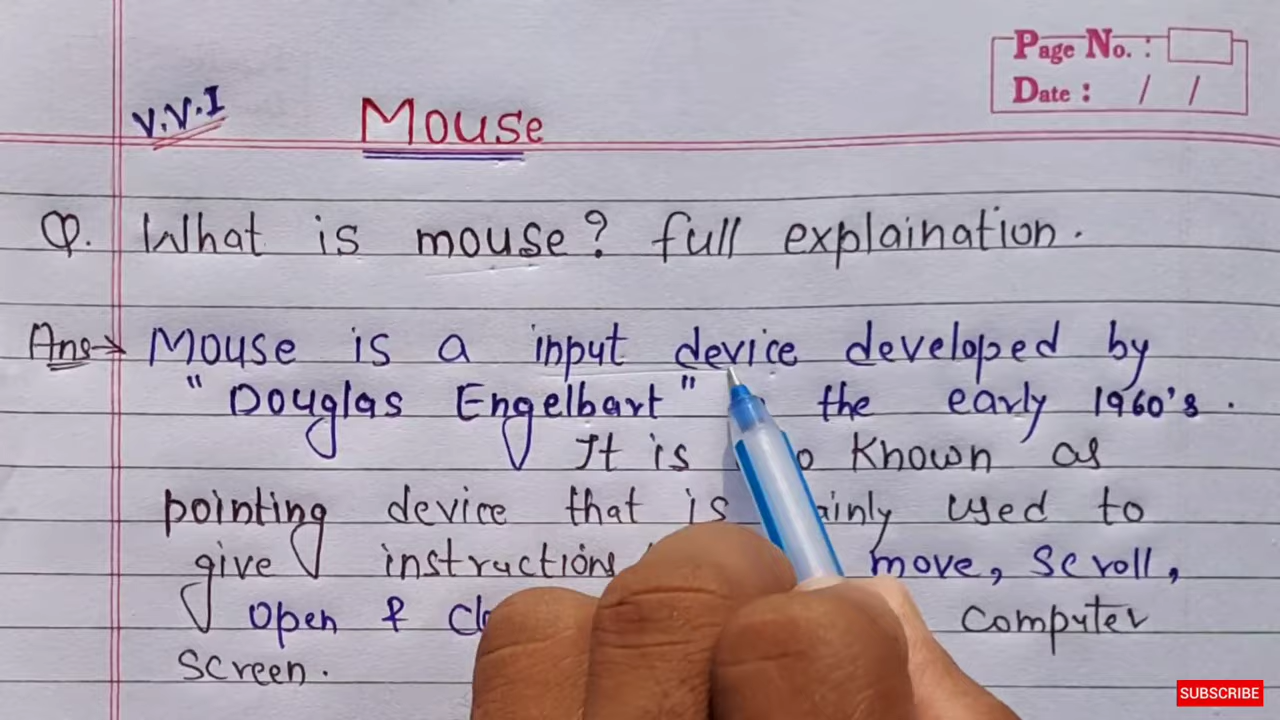 Page No. :
Date : / /
V.V.I
Mouse
Q. What is mouse? full explaination.
Ans→ Mouse is a input device developed by
"Douglas Engelbart" the early 1960's.
It is known as
pointing device that is used to
give instructions move, scroll,
open & computer
screen.
SUBSCRIBE